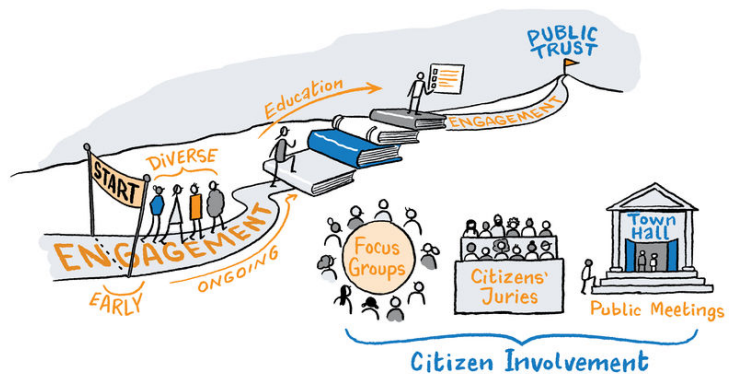 PUBLIC
TRUST
Education
ENGAGEMENT
DiVERSE
START
ENGAGEMENT
EARLY
ONGOING
Focus
Groups
Citizens'
Juries
Town
Hall
Public Meetings
Citizen Involvement